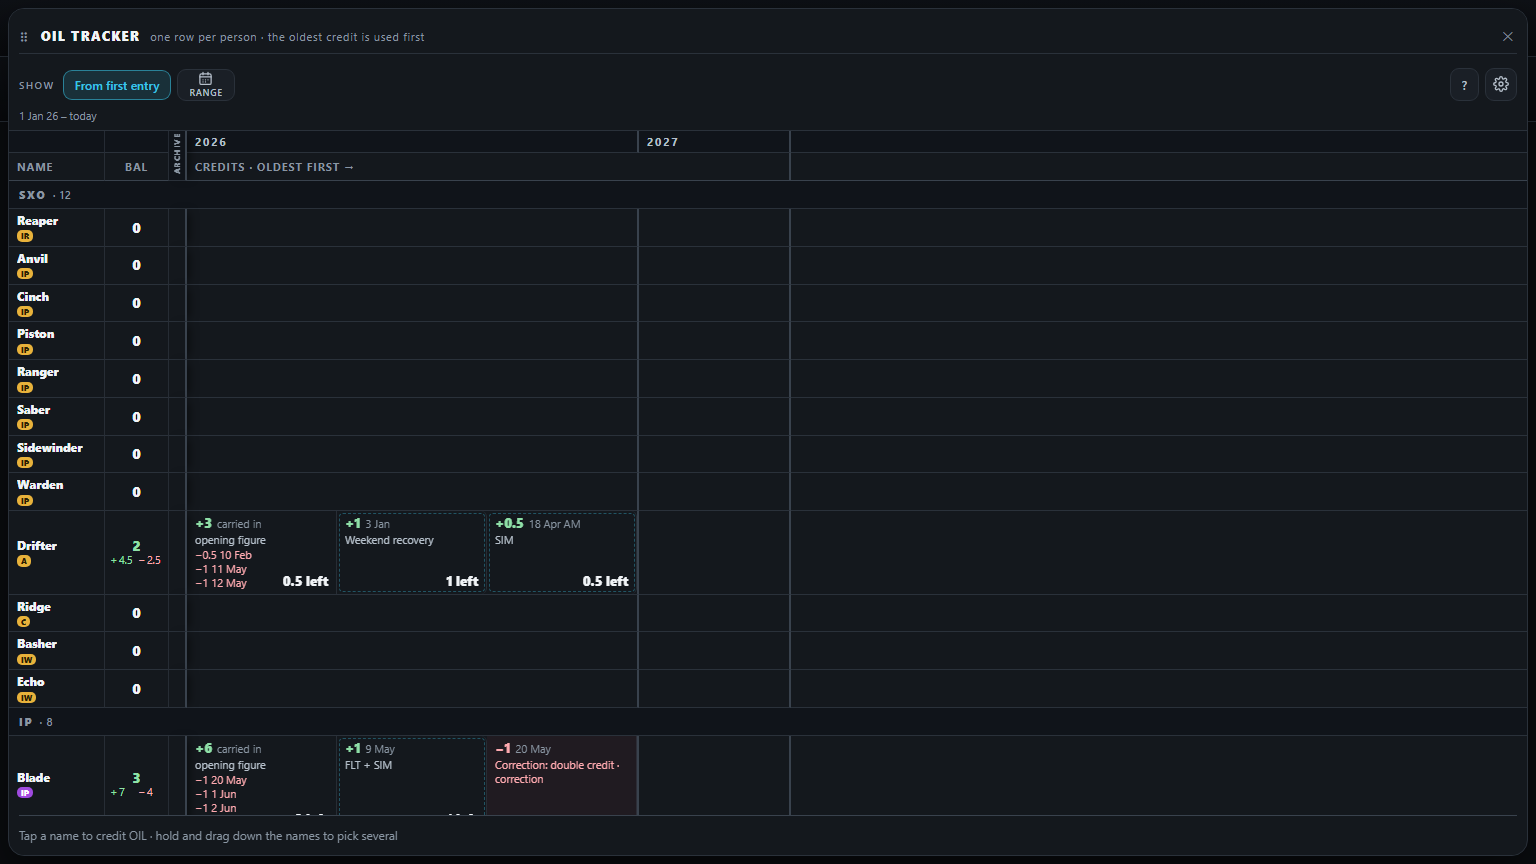 OIL TRACKER one row per person · the oldest credit is used first
SHOW From first entry RANGE ?
1 Jan 26 – today
ARCHIVE 2026 2027
NAME BAL CREDITS · OLDEST FIRST →
SXO · 12
Reaper
IR
0
Anvil
IP
0
Cinch
IP
0
Piston
IP
0
Ranger
IP
0
Saber
IP
0
Sidewinder
IP
0
Warden
IP
0
Drifter
A
2
+4.5 −2.5
+3 carried in
opening figure
−0.5 10 Feb
−1 11 May
−1 12 May
0.5 left
+1 3 Jan
Weekend recovery
1 left
+0.5 18 Apr AM
SIM
0.5 left
Ridge
C
0
Basher
IW
0
Echo
IW
0
IP · 8
Blade
IP
3
+7 −4
+6 carried in
opening figure
−1 20 May
−1 1 Jun
−1 2 Jun
+1 9 May
FLT + SIM
−1 20 May
Correction: double credit ·
correction
Tap a name to credit OIL · hold and drag down the names to pick several